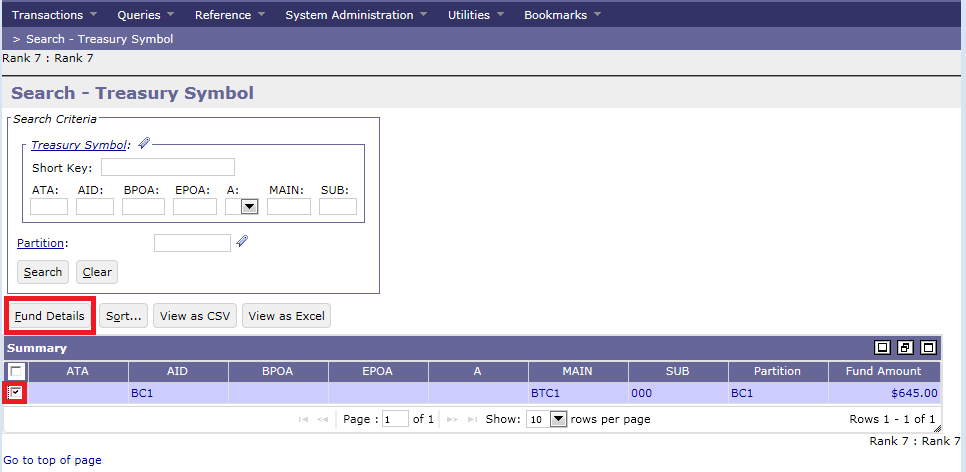 Transactions Queries Reference System Administration Utilities Bookmarks
> Search - Treasury Symbol
Rank 7 : Rank 7
Search - Treasury Symbol
Search Criteria
Treasury Symbol:
Short Key:
ATA: AID: BPOA: EPOA: A: MAIN: SUB:
Partition:
Search Clear
Fund Details Sort... View as CSV View as Excel
Summary
ATA AID BPOA EPOA A MAIN SUB Partition Fund Amount
BC1 BTC1 000 BC1 $645.00
Page : 1 of 1 Show: 10 rows per page Rows 1 - 1 of 1
Rank 7 : Rank 7
Go to top of page